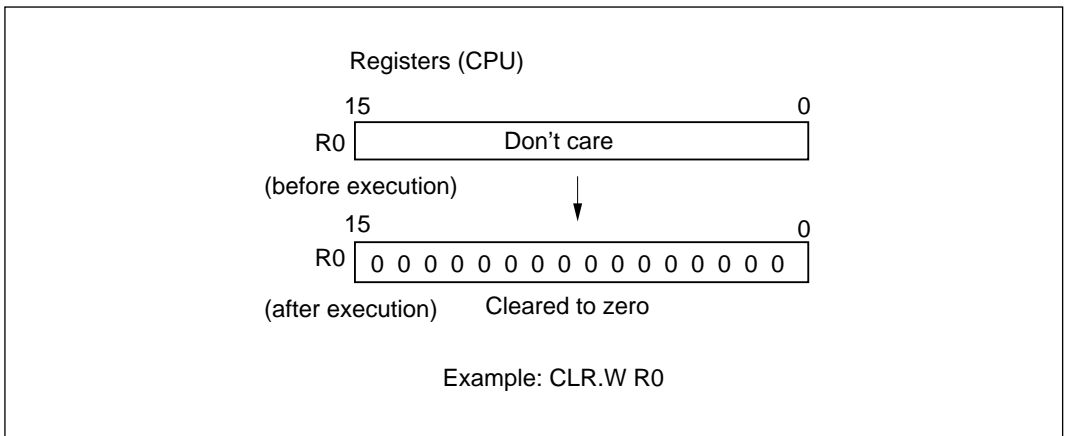 Registers (CPU)
15 0
R0 Don't care
(before execution)
15 0
R0 0 0 0 0 0 0 0 0 0 0 0 0 0 0 0 0
(after execution) Cleared to zero
Example: CLR.W R0